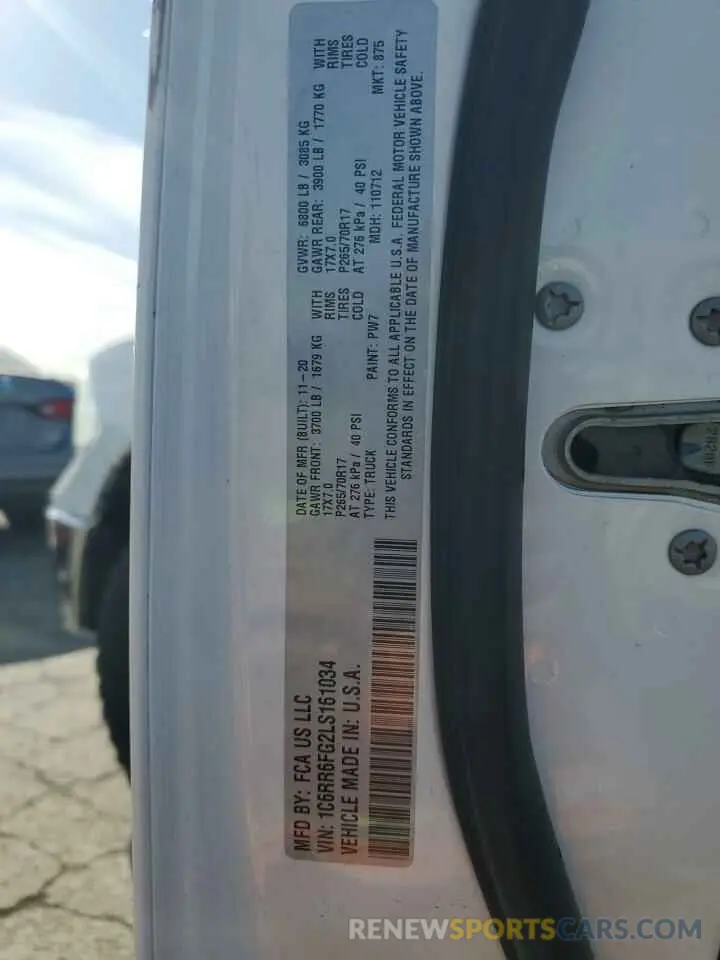 MFD BY: FCA US LLC
VIN: 1C6RR6FG2LS161034
VEHICLE MADE IN: U.S.A.
DATE OF MFR (BUILT): 11-20
GAWR FRONT: 3700 LB / 1679 KG WITH
17X7.0 RIMS
P265/70R17 TIRES
AT 276 kPa / 40 PSI COLD
TYPE: TRUCK PAINT: PW7
GVWR: 6800 LB / 3085 KG
GAWR REAR: 3900 LB / 1770 KG WITH
17X7.0 RIMS
P265/70R17 TIRES
AT 276 kPa / 40 PSI COLD
MDH: 110712 MKT: 875
THIS VEHICLE CONFORMS TO ALL APPLICABLE U.S.A. FEDERAL MOTOR VEHICLE SAFETY
STANDARDS IN EFFECT ON THE DATE OF MANUFACTURE SHOWN ABOVE.
RENEWSPORTSCARS.COM